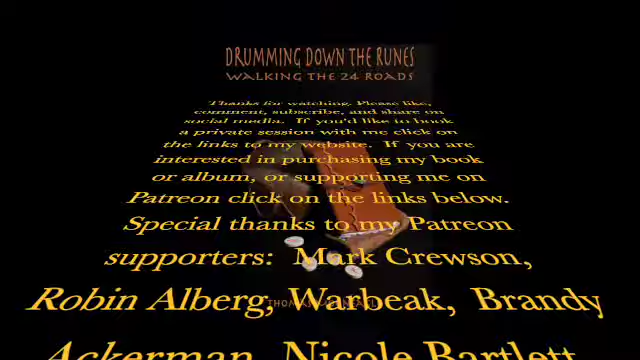 DRUMMING DOWN THE RUNES
WALKING THE 24 ROADS
Thanks for watching. Please like,
comment, subscribe, and share on
social media. If you'd like to book
a private session with me click on
the links to my website. If you are
interested in purchasing my book
or album, or supporting me on
Patreon click on the links below.
Special thanks to my Patreon
supporters: Mark Crewson,
Robin Alberg, Warbeak, Brandy
Ackerman, Nicole Bartlett